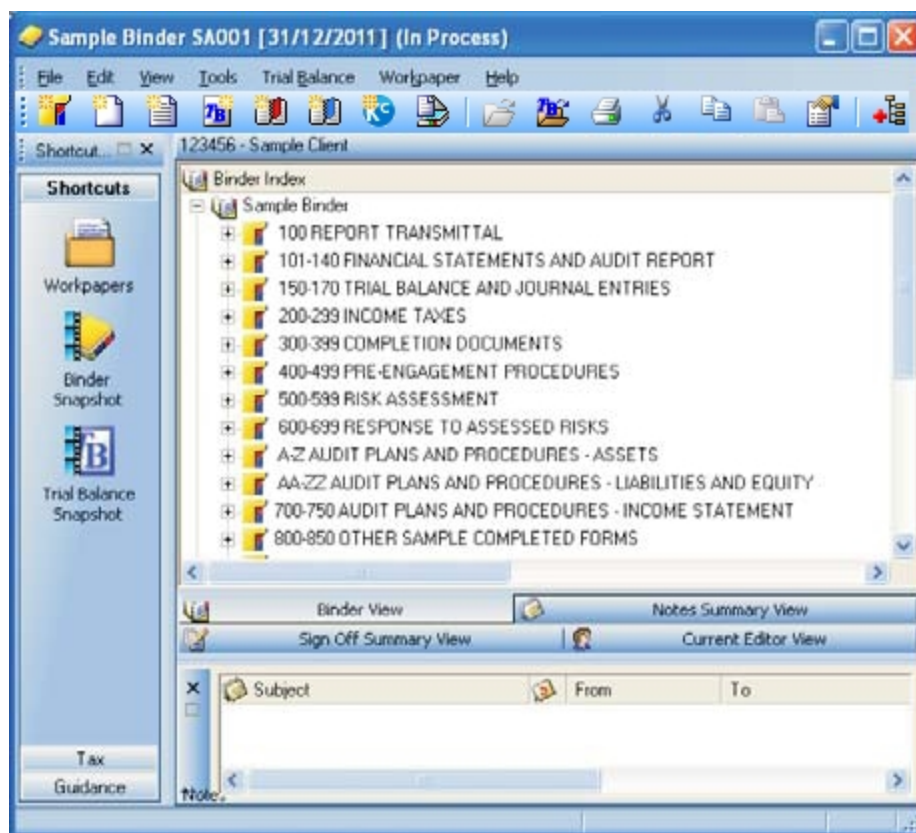 Sample Binder SA001 [31/12/2011] (In Process)
File Edit View Tools Trial Balance Workpaper Help
Shortcut... 123456 - Sample Client
Shortcuts
Workpapers
Binder
Snapshot
Trial Balance
Snapshot
Tax
Guidance
Binder Index
Sample Binder
100 REPORT TRANSMITTAL
101-140 FINANCIAL STATEMENTS AND AUDIT REPORT
150-170 TRIAL BALANCE AND JOURNAL ENTRIES
200-299 INCOME TAXES
300-399 COMPLETION DOCUMENTS
400-499 PRE-ENGAGEMENT PROCEDURES
500-599 RISK ASSESSMENT
600-699 RESPONSE TO ASSESSED RISKS
A-Z AUDIT PLANS AND PROCEDURES - ASSETS
AA-ZZ AUDIT PLANS AND PROCEDURES - LIABILITIES AND EQUITY
700-750 AUDIT PLANS AND PROCEDURES - INCOME STATEMENT
800-850 OTHER SAMPLE COMPLETED FORMS
Binder View Notes Summary View
Sign Off Summary View Current Editor View
Subject From To